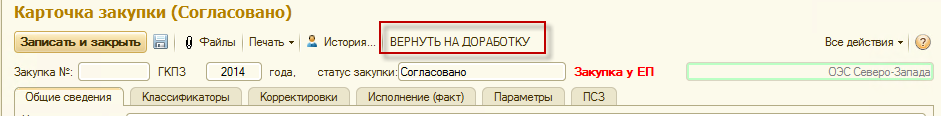 Карточка закупки (Согласовано)
Записать и закрыть Файлы Печать История... ВЕРНУТЬ НА ДОРАБОТКУ Все действия ?
Закупка №: ГКПЗ 2014 года, статус закупки: Согласовано Закупка у ЕП ОЭС Северо-Запада
Общие сведения Классификаторы Корректировки Исполнение (факт) Параметры ПСЗ